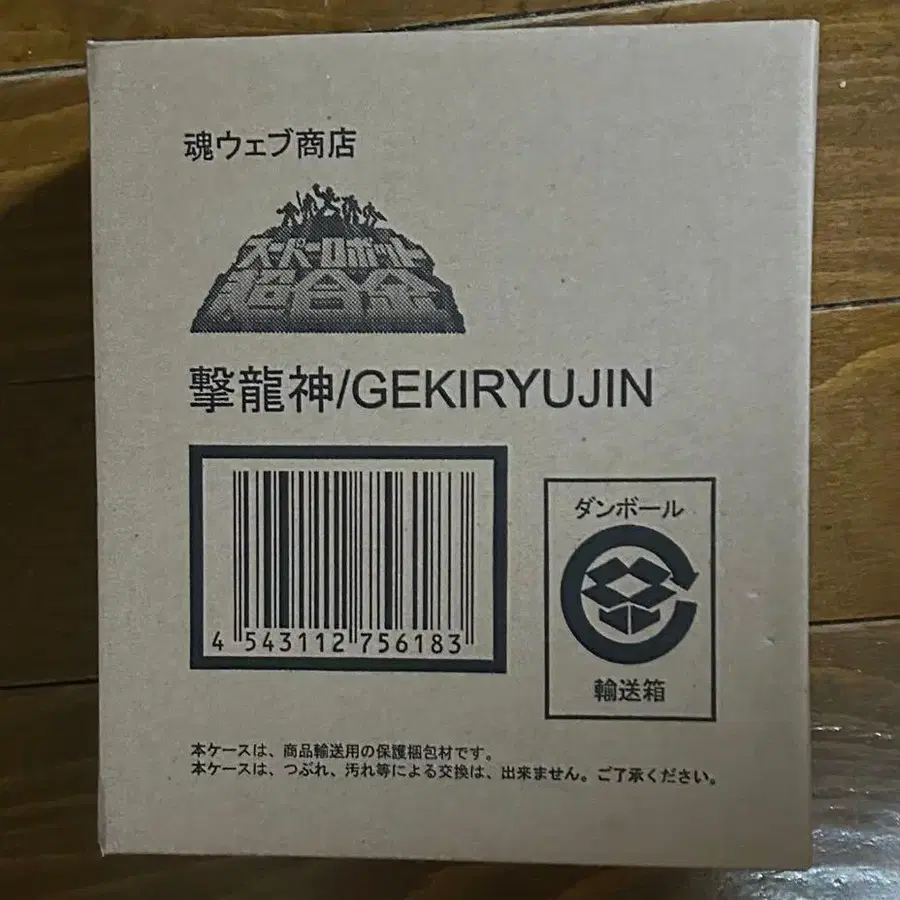 魂ウェブ商店
スーパーロボット
超合金
撃龍神/GEKIRYUJIN
4 543112 756183
ダンボール
輸送箱
本ケースは、商品輸送用の保護梱包材です。
本ケースは、つぶれ、汚れ等による交換は、出来ません。ご了承ください。